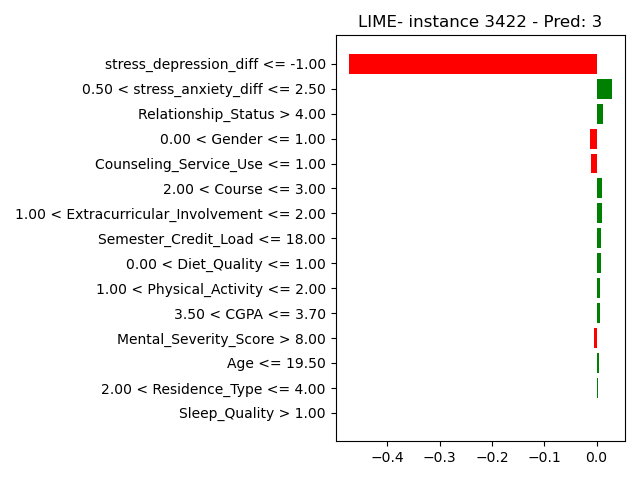 LIME- instance 3422 - Pred: 3
stress_depression_diff <= -1.00
0.50 < stress_anxiety_diff <= 2.50
Relationship_Status > 4.00
0.00 < Gender <= 1.00
Counseling_Service_Use <= 1.00
2.00 < Course <= 3.00
1.00 < Extracurricular_Involvement <= 2.00
Semester_Credit_Load <= 18.00
0.00 < Diet_Quality <= 1.00
1.00 < Physical_Activity <= 2.00
3.50 < CGPA <= 3.70
Mental_Severity_Score > 8.00
Age <= 19.50
2.00 < Residence_Type <= 4.00
Sleep_Quality > 1.00
−0.4 −0.3 −0.2 −0.1 0.0